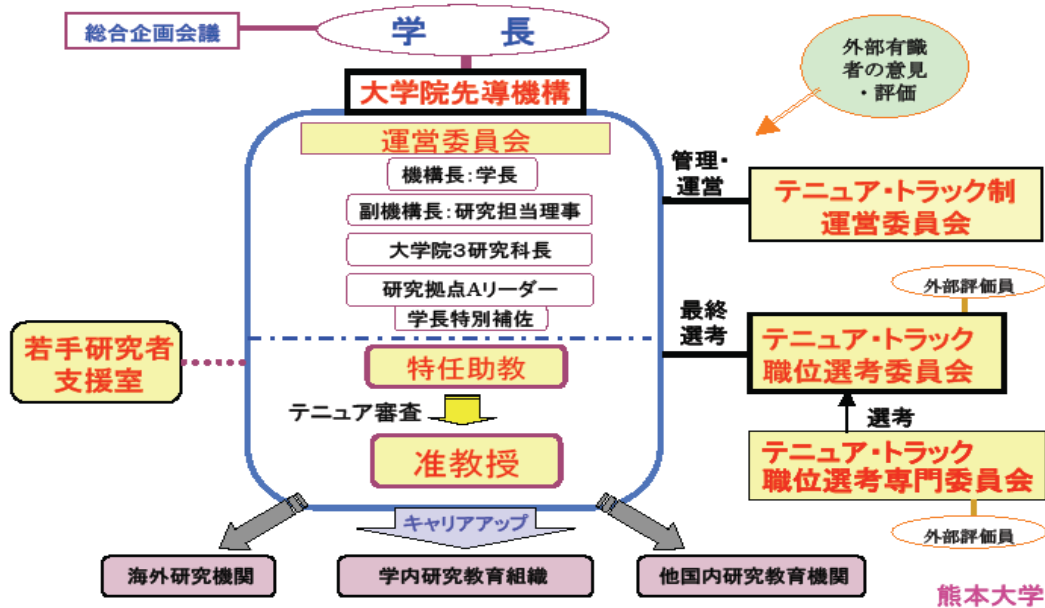 総合企画会議
学　長
外部有識
者の意見
・評価
大学院先導機構
運営委員会
機構長：学長
副機構長：研究担当理事
大学院３研究科長
研究拠点Aリーダー
学長特別補佐
管理・
運営
テニュア・トラック制
運営委員会
外部評価員
最終
選考
テニュア・トラック
職位選考委員会
若手研究者
支援室
特任助教
テニュア審査
准教授
選考
テニュア・トラック
職位選考専門委員会
外部評価員
キャリアアップ
海外研究機関
学内研究教育組織
他国内研究教育機関
熊本大学